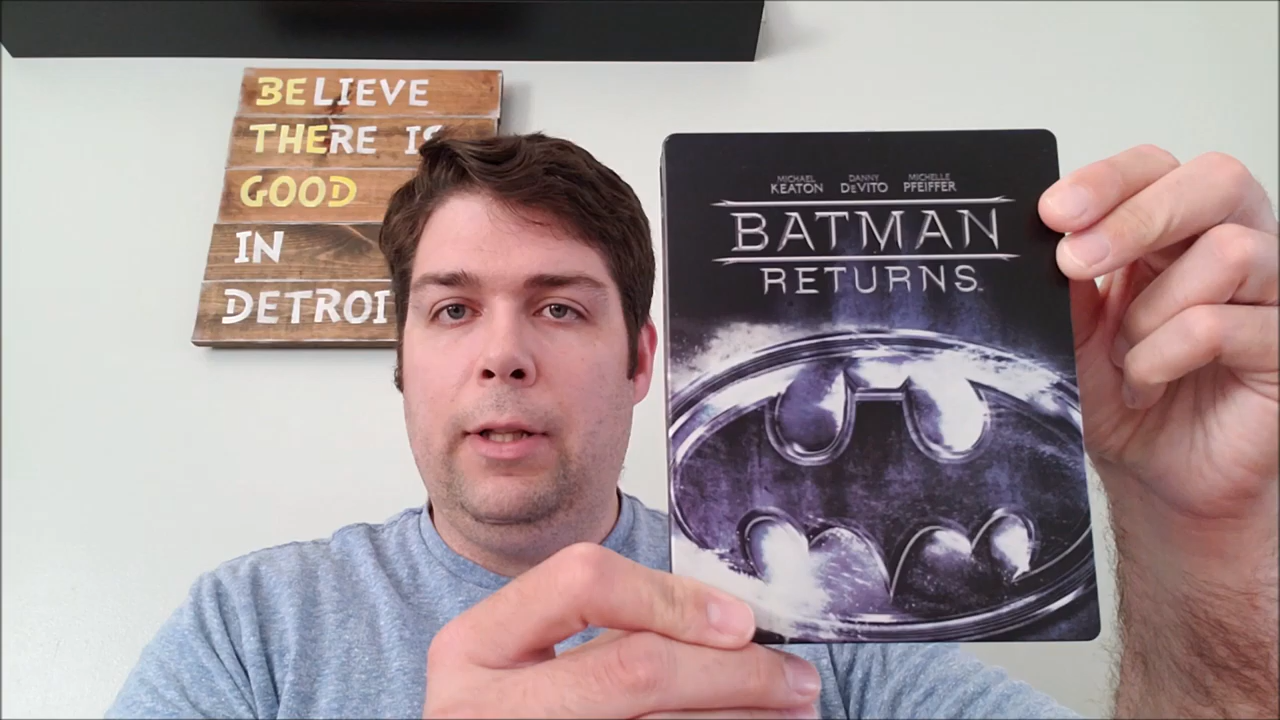 BELIEVE
THERE IS
GOOD
IN
DETROI
MICHAEL DANNY MICHELLE
KEATON DEVITO PFEIFFER
BATMAN
RETURNS